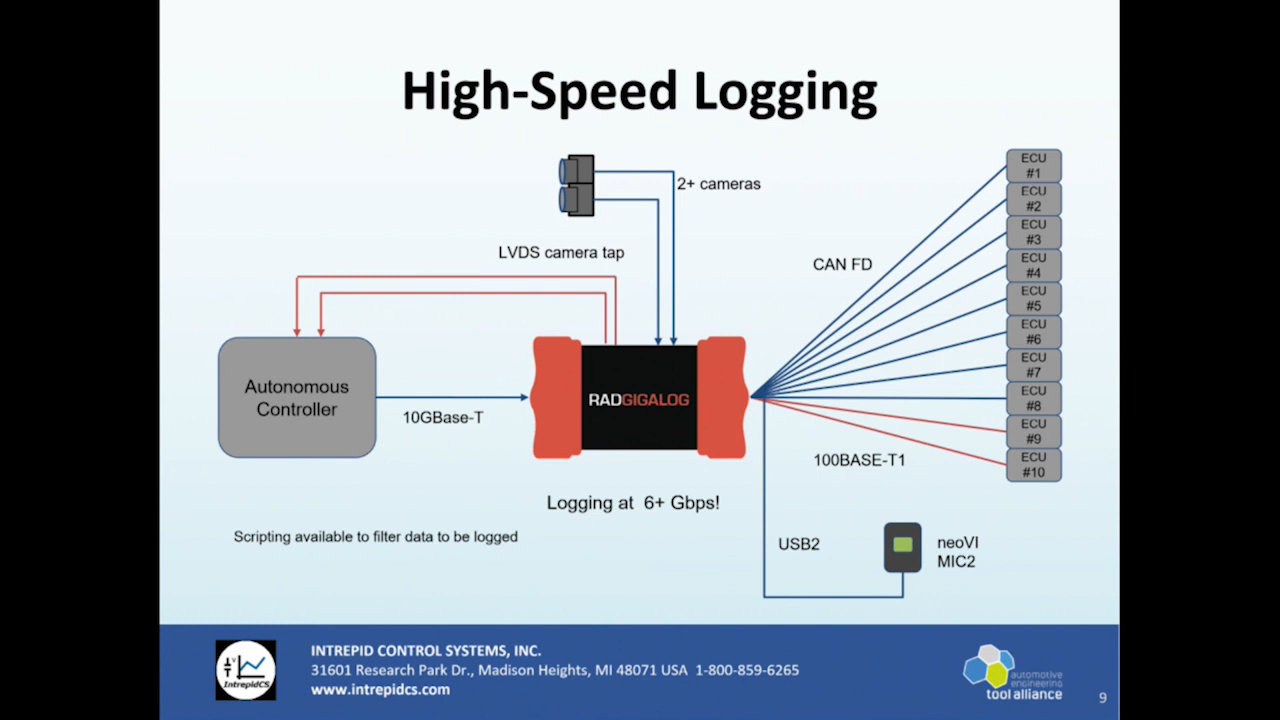 High-Speed Logging
2+ cameras
LVDS camera tap
CAN FD
ECU
#1
ECU
#2
ECU
#3
ECU
#4
ECU
#5
ECU
#6
ECU
#7
ECU
#8
ECU
#9
ECU
#10
Autonomous
Controller
10GBase-T
RADGIGALOG
100BASE-T1
Logging at 6+ Gbps!
Scripting available to filter data to be logged
USB2
neoVI
MIC2
IntrepidCS
INTREPID CONTROL SYSTEMS, INC.
31601 Research Park Dr., Madison Heights, MI 48071 USA 1-800-859-6265
www.intrepidcs.com
automotive
engineering
tool alliance
9